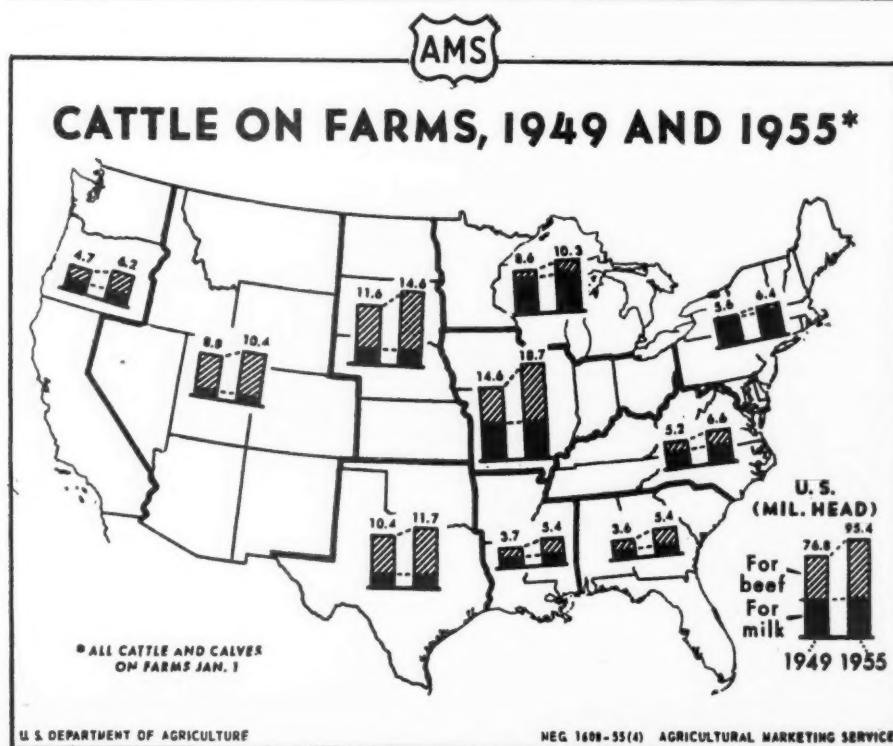 AMS
CATTLE ON FARMS, 1949 AND 1955*
4.7 6.2
8.8 10.4
11.6 14.6
8.6 10.3
5.6 6.4
14.6 18.7
5.2 6.6
10.4 11.7
3.7 5.4
3.6 5.4
U. S.
(MIL. HEAD)
76.8 95.4
For
beef
For
milk
1949 1955
* ALL CATTLE AND CALVES
ON FARMS JAN. 1
U. S. DEPARTMENT OF AGRICULTURE
NEG. 1608-55(4) AGRICULTURAL MARKETING SERVICE